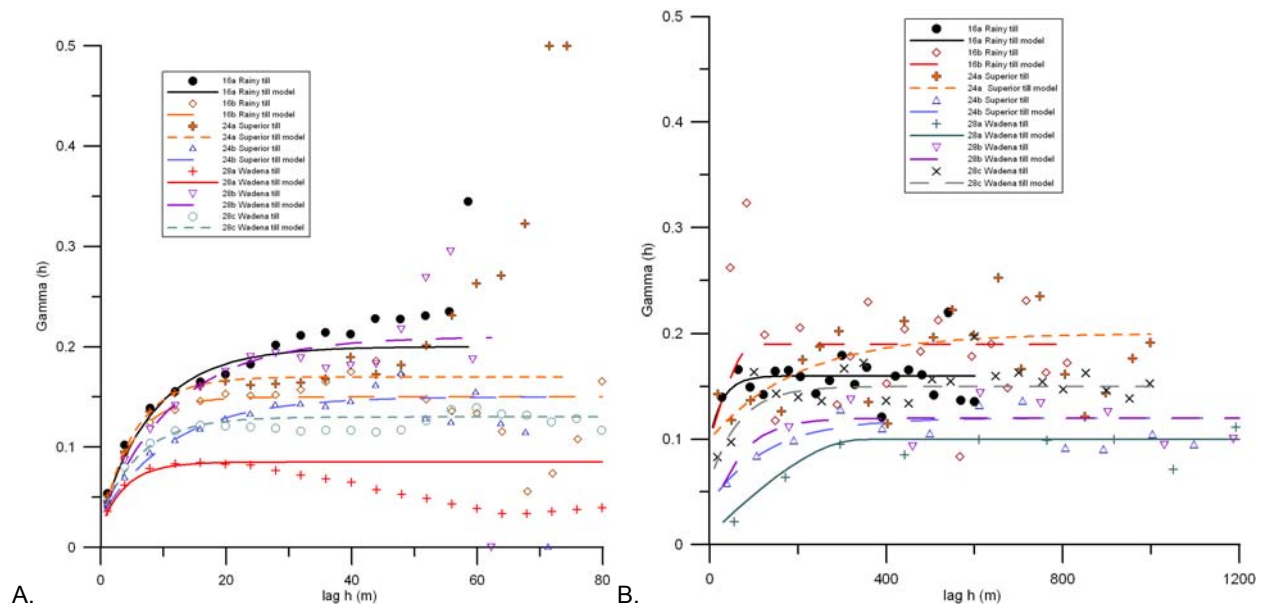 0.5
0.4
0.3
0.2
0.1
0
Gamma (h)
16a Rainy till
16a Rainy till model
16b Rainy till
16b Rainy till model
24a Superior till
24a Superior till model
24b Superior till
24b Superior till model
28a Wadena till
28a Wadena till model
28b Wadena till
28b Wadena till model
28c Wadena till
28c Wadena till model
0 20 40 60 80
lag h (m)
A.
0.5
0.4
0.3
0.2
0.1
0
Gamma (h)
16a Rainy till
16a Rainy till model
16b Rainy till
16b Rainy till model
24a Superior till
24a Superior till model
24b Superior till
24b Superior till model
28a Wadena till
28a Wadena till model
28b Wadena till
28b Wadena till model
28c Wadena till
28c Wadena till model
0 400 800 1200
lag h (m)
B.